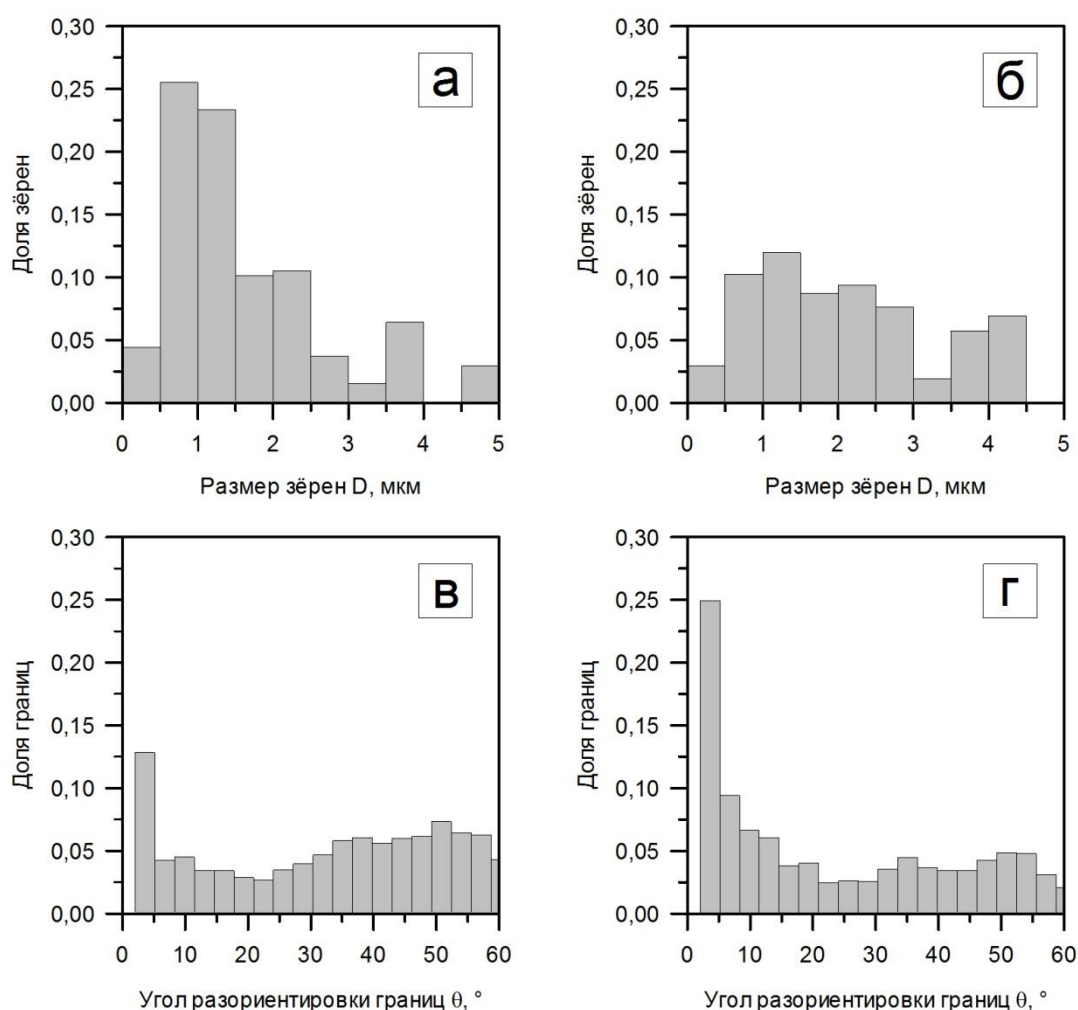 0,30
0,25
0,20
0,15
0,10
0,05
0,00
Доля зёрен
а
0 1 2 3 4 5
Размер зёрен D, мкм
0,30
0,25
0,20
0,15
0,10
0,05
0,00
Доля зёрен
б
0 1 2 3 4 5
Размер зёрен D, мкм
0,30
0,25
0,20
0,15
0,10
0,05
0,00
Доля границ
в
0 10 20 30 40 50 60
Угол разориентировки границ θ, °
0,30
0,25
0,20
0,15
0,10
0,05
0,00
Доля границ
г
0 10 20 30 40 50 60
Угол разориентировки границ θ, °